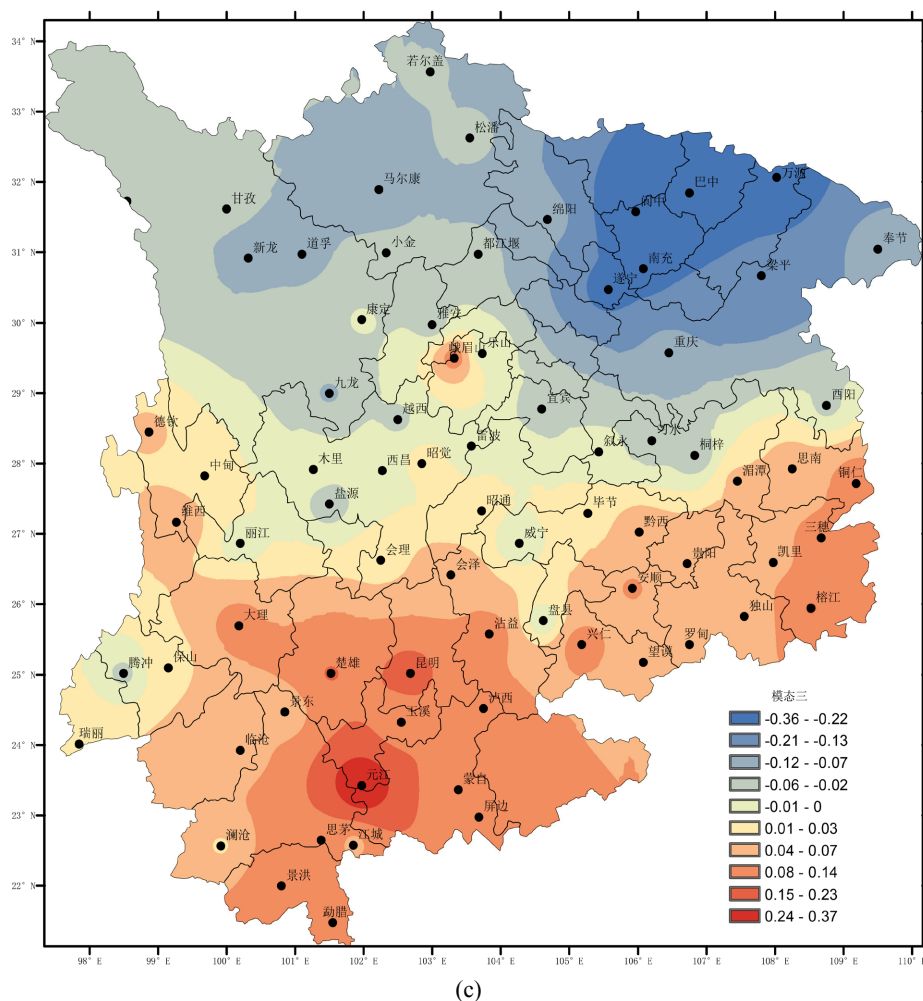 34° N
33° N
32° N
31° N
30° N
29° N
28° N
27° N
26° N
25° N
24° N
23° N
22° N
若尔盖
松潘
马尔康
甘孜
巴中
万源
阆中
绵阳
奉节
新龙
道孚
小金
都江堰
南充
梁平
遂宁
康定
雅安
重庆
峨眉山
乐山
九龙
越西
宜宾
酉阳
德钦
雷波
叙永
习水
桐梓
中甸
木里
西昌
昭觉
湄潭
思南
铜仁
盐源
昭通
毕节
维西
黔西
三穗
丽江
会理
威宁
贵阳
凯里
会泽
安顺
榕江
大理
沾益
盘县
独山
兴仁
罗甸
望谟
腾冲
保山
楚雄
昆明
景东
玉溪
泸西
瑞丽
临沧
元江
蒙自
屏边
澜沧
思茅
江城
景洪
勐腊
模态三
-0.36 - -0.22
-0.21 - -0.13
-0.12 - -0.07
-0.06 - -0.02
-0.01 - 0
0.01 - 0.03
0.04 - 0.07
0.08 - 0.14
0.15 - 0.23
0.24 - 0.37
98° E
99° E
100° E
101° E
102° E
103° E
104° E
105° E
106° E
107° E
108° E
109° E
110° E
(c)